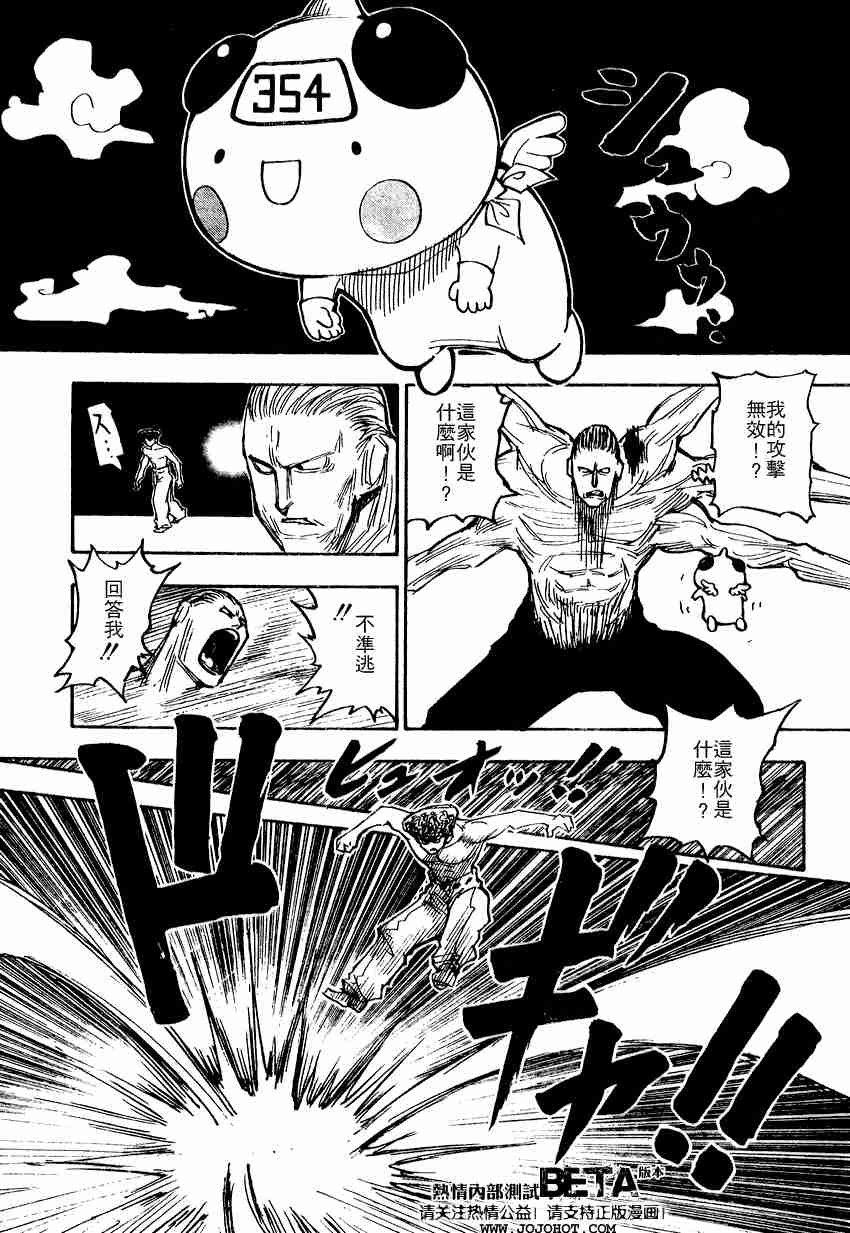 354
シュウウウ…
我的攻擊
無效！？
這家伙是
什麼啊！？
ス…
不準逃
！！
回答我！！
這家伙是
什麼！？
ヒュオッ！！
ドギャ！！
熱情內部測試BETA版本
请关注热情公益! 请支持正版漫画!
WWW.JOJOHOT.COM